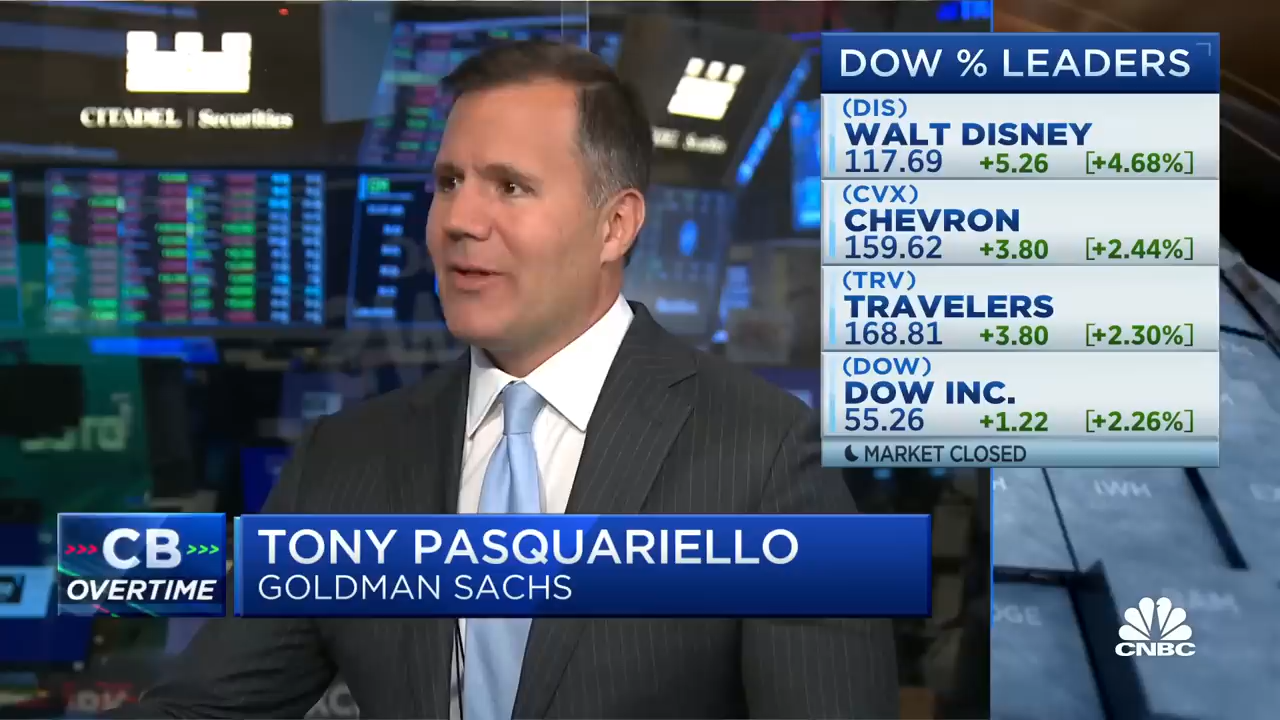 CITADEL | Securities
DOW % LEADERS
(DIS)
WALT DISNEY
117.69 +5.26 [+4.68%]
(CVX)
CHEVRON
159.62 +3.80 [+2.44%]
(TRV)
TRAVELERS
168.81 +3.80 [+2.30%]
(DOW)
DOW INC.
55.26 +1.22 [+2.26%]
MARKET CLOSED
>>> CB >>>
OVERTIME
TONY PASQUARIELLO
GOLDMAN SACHS
IWH
CNBC